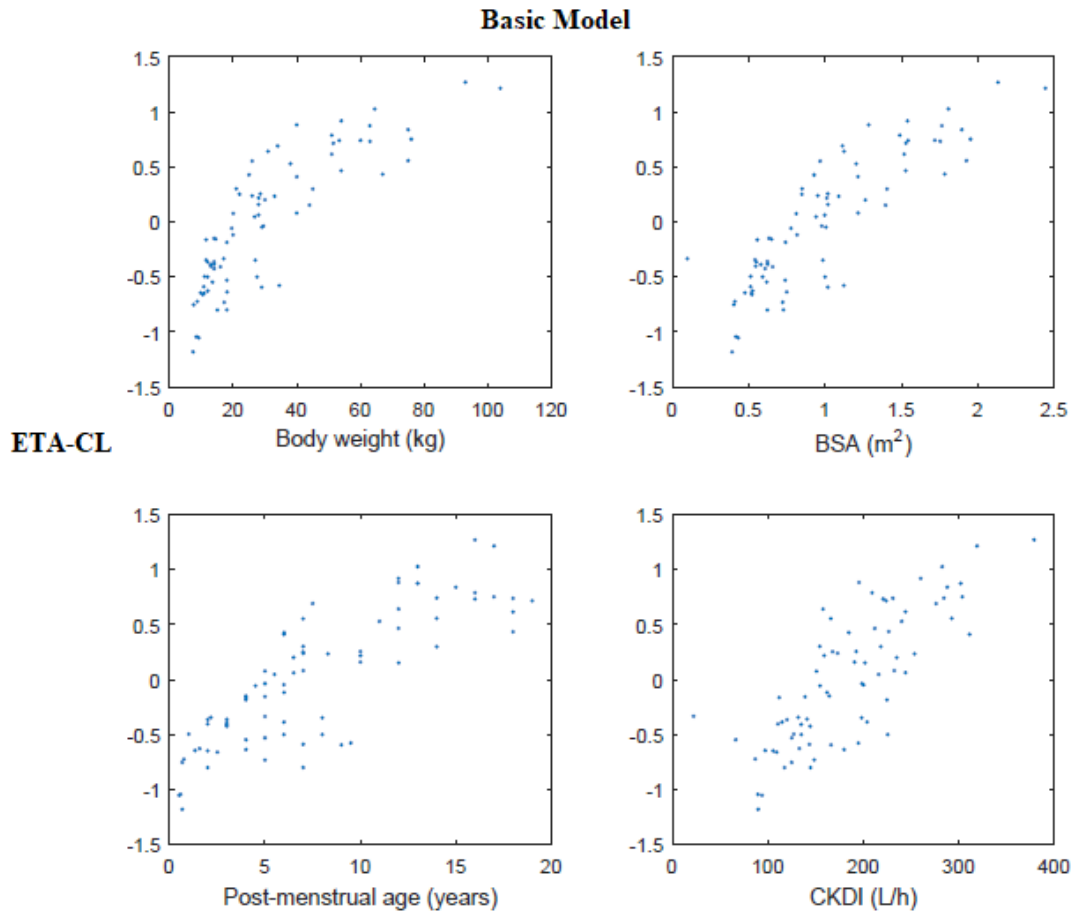 Basic Model
1.5
1
0.5
0
-0.5
-1
-1.5
0 20 40 60 80 100 120
Body weight (kg)
1.5
1
0.5
0
-0.5
-1
-1.5
0 0.5 1 1.5 2 2.5
BSA (m²)
ETA-CL
1.5
1
0.5
0
-0.5
-1
-1.5
0 5 10 15 20
Post-menstrual age (years)
1.5
1
0.5
0
-0.5
-1
-1.5
0 100 200 300 400
CKDI (L/h)